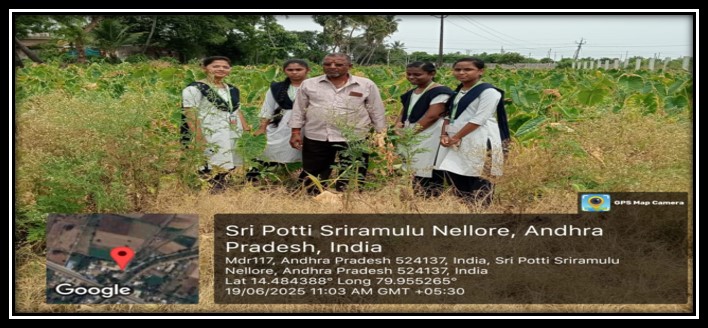 GPS Map Camera
Sri Potti Sriramulu Nellore, Andhra
Pradesh, India
Mdr117, Andhra Pradesh 524137, India, Sri Potti Sriramulu
Nellore, Andhra Pradesh 524137, India
Lat 14.484388° Long 79.955265°
19/06/2025 11:03 AM GMT +05:30
Google